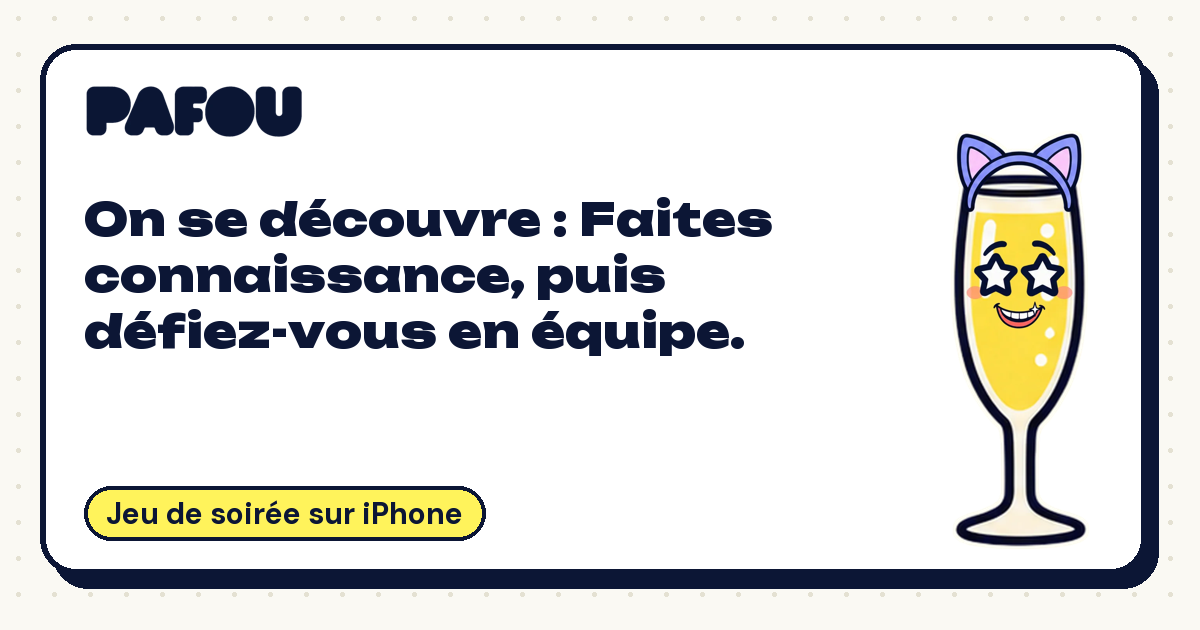 PAFOU
On se découvre : Faites
connaissance, puis
défiez-vous en équipe.
Jeu de soirée sur iPhone